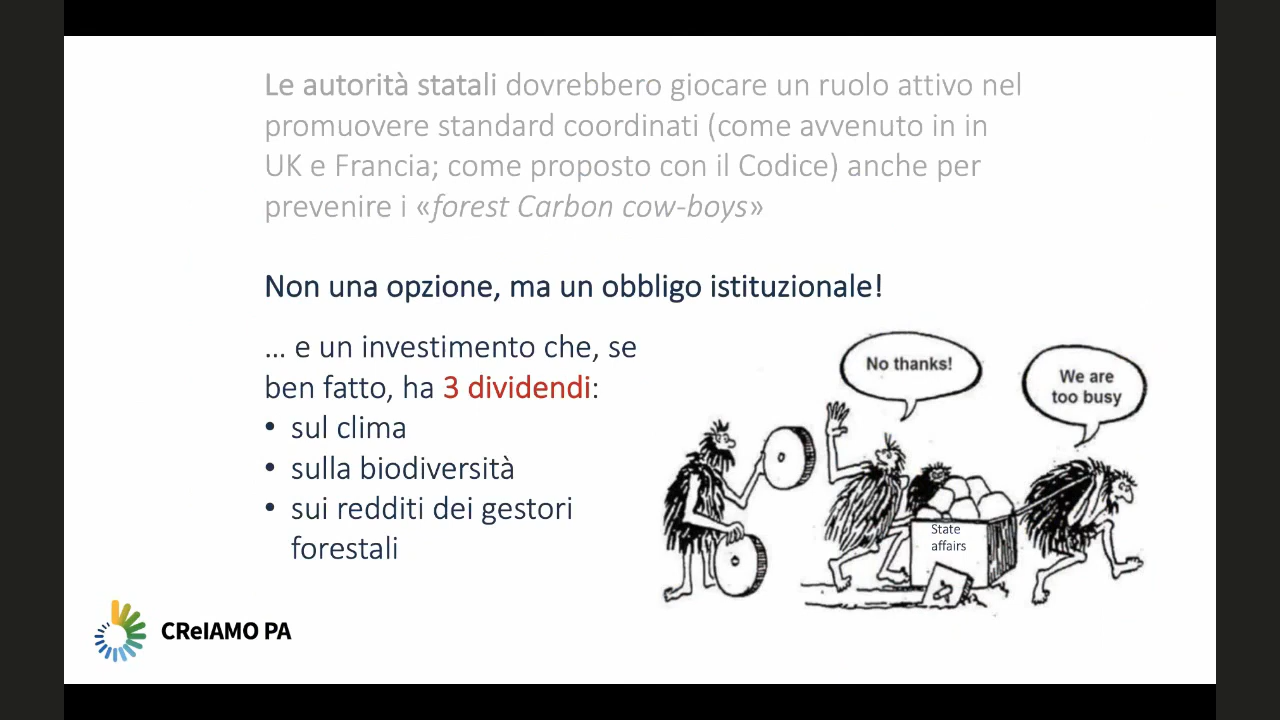 Le autorità statali dovrebbero giocare un ruolo attivo nel
promuovere standard coordinati (come avvenuto in in
UK e Francia; come proposto con il Codice) anche per
prevenire i «forest Carbon cow-boys»
Non una opzione, ma un obbligo istituzionale!
... e un investimento che, se
ben fatto, ha 3 dividendi:
• sul clima
• sulla biodiversità
• sui redditi dei gestori
forestali
No thanks!
We are
too busy
State
affairs
CReIAMO PA